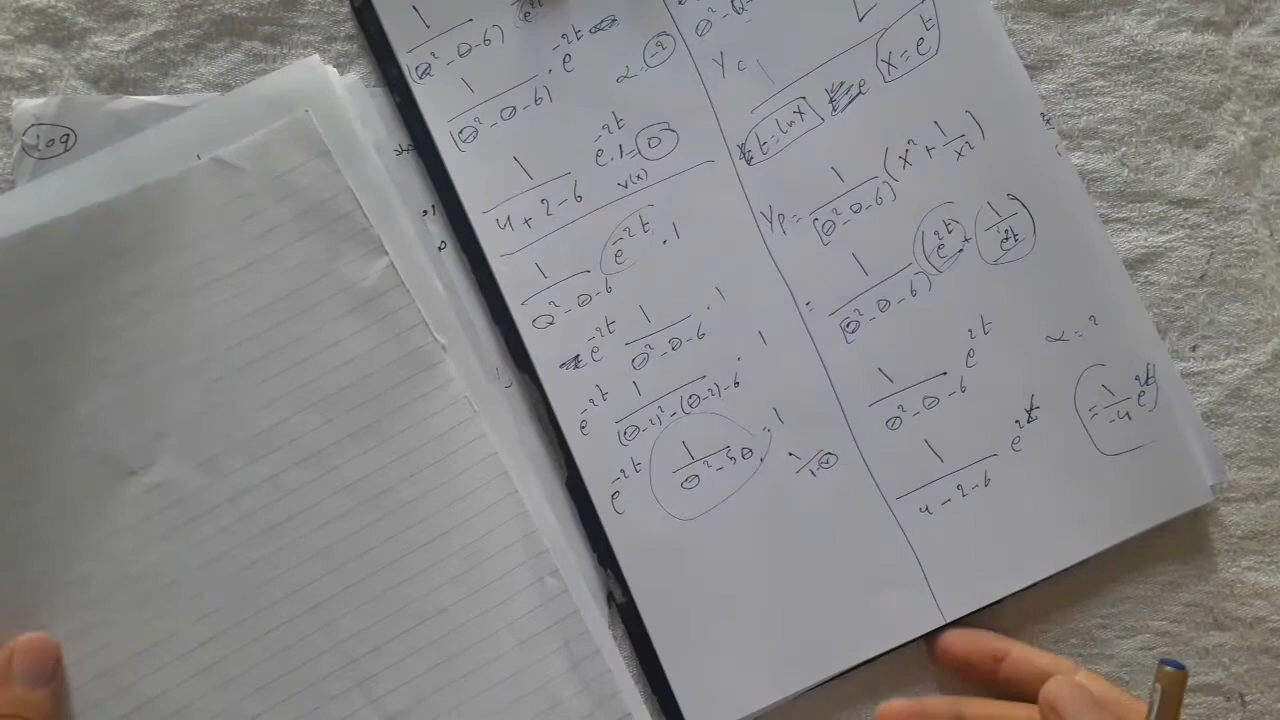 109
1/(θ² - θ - 6)
1/(θ² - θ - 6) · e^{-2t}
α = -2
1/(4 + 2 - 6) e^{-2t} · 1 = 0
v(x)
1/(θ² - θ - 6) e^{-2t} · 1
e^{-2t} 1/(θ² - θ - 6) · 1
e^{-2t} 1/((θ-2)² - (θ-2) - 6) · 1
e^{-2t} 1/(θ² - 5θ) · 1
Yc
t = ln x
x = e^t
Yp = 1/(θ² - θ - 6) (x² + 1/x²)
= 1/(θ² - θ - 6) (e^{2t} + 1/e^{2t})
1/(θ² - θ - 6) e^{2t}
α = 2
1/(4 - 2 - 6) e^{2t}
= 1/-4 e^{2t}